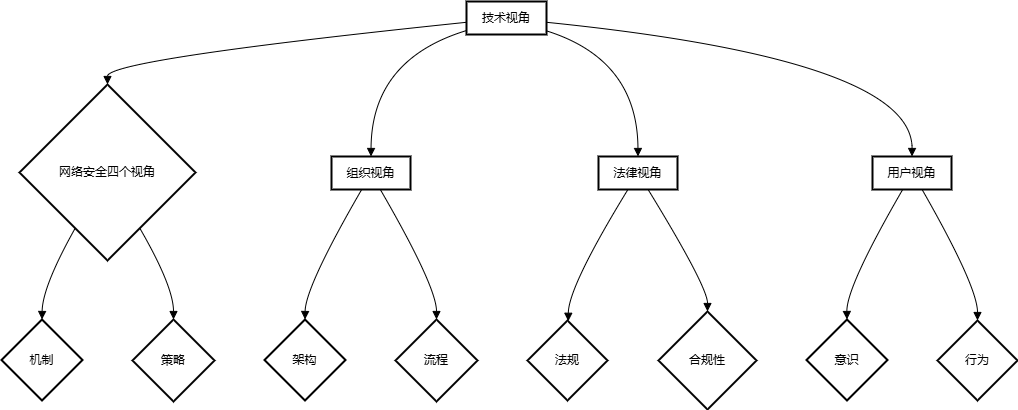 技术视角
网络安全四个视角
组织视角
法律视角
用户视角
机制
策略
架构
流程
法规
合规性
意识
行为